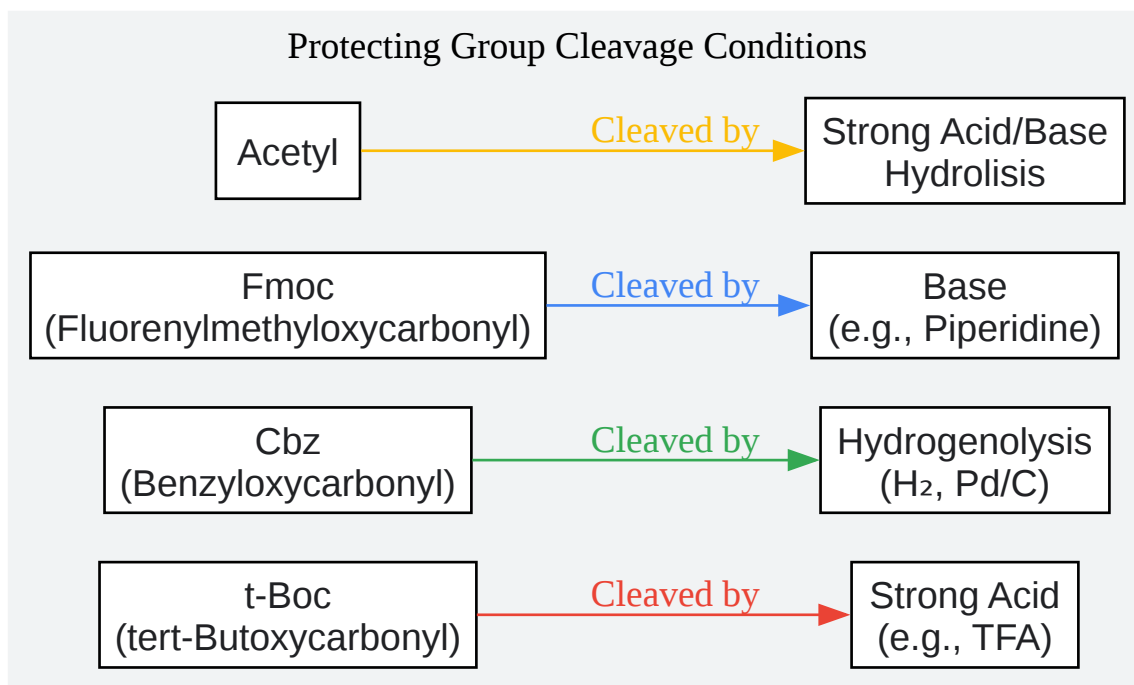 Protecting Group Cleavage Conditions
Acetyl
Cleaved by
Strong Acid/Base
Hydrolisis
Fmoc
(Fluorenylmethyloxycarbonyl)
Cleaved by
Base
(e.g., Piperidine)
Cbz
(Benzyloxycarbonyl)
Cleaved by
Hydrogenolysis
(H₂, Pd/C)
t-Boc
(tert-Butoxycarbonyl)
Cleaved by
Strong Acid
(e.g., TFA)